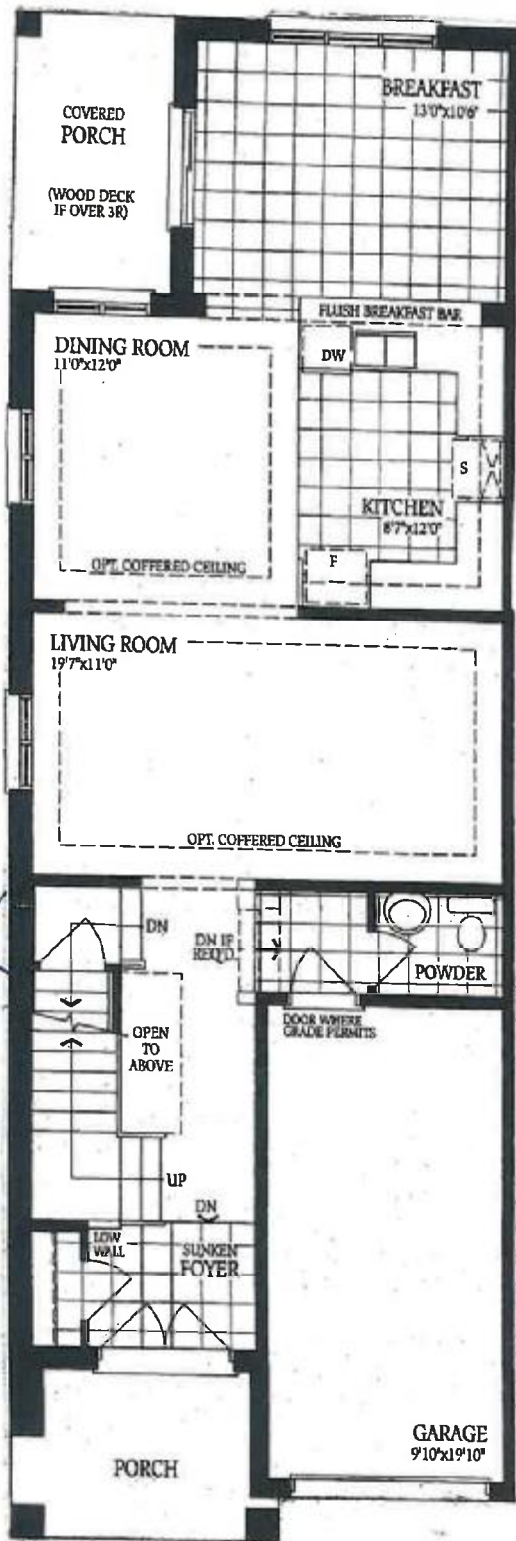 BREAKFAST
13'0"x10'6"
COVERED
PORCH
(WOOD DECK
IF OVER 3R)
FLUSH BREAKFAST BAR
DINING ROOM
11'0"x12'0"
DW
S
KITCHEN
8'7"x12'0"
F
OPT. COFFERED CEILING
LIVING ROOM
19'7"x11'0"
OPT. COFFERED CEILING
DN
DN IF
REQ'D.
POWDER
OPEN
TO
ABOVE
DOOR WHERE
GRADE PERMITS
UP
DN
LOW
WALL
SUNKEN
FOYER
GARAGE
9'10"x19'10"
PORCH